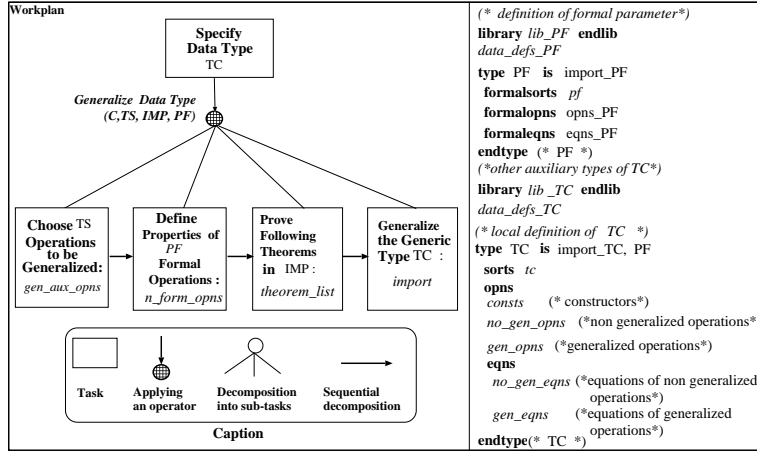 Workplan
Specify
Data Type
TC
Generalize Data Type
(C,TS, IMP, PF)
Choose TS
Operations
to be
Generalized:
gen_aux_opns
Define
Properties of
PF
Formal
Operations :
n_form_opns
Prove
Following
Theorems
in IMP :
theorem_list
Generalize
the Generic
Type TC :
import
Task
Applying
an operator
Decomposition
into sub-tasks
Sequential
decomposition
Caption
(* definition of formal parameter*)
library lib_PF endlib
data_defs_PF
type PF is import_PF
formalsorts pf
formalopns opns_PF
formaleqns eqns_PF
endtype (* PF *)
(*other auxiliary types of TC*)
library lib _TC endlib
data_defs_TC
(* local definition of TC *)
type TC is import_TC, PF
sorts tc
opns
consts (* constructors*)
no_gen_opns (*non generalized operations*
gen_opns (*generalized operations*)
eqns
no_gen_eqns (*equations of non generalized
operations*)
gen_eqns (*equations of generalized
operations*)
endtype(* TC *)